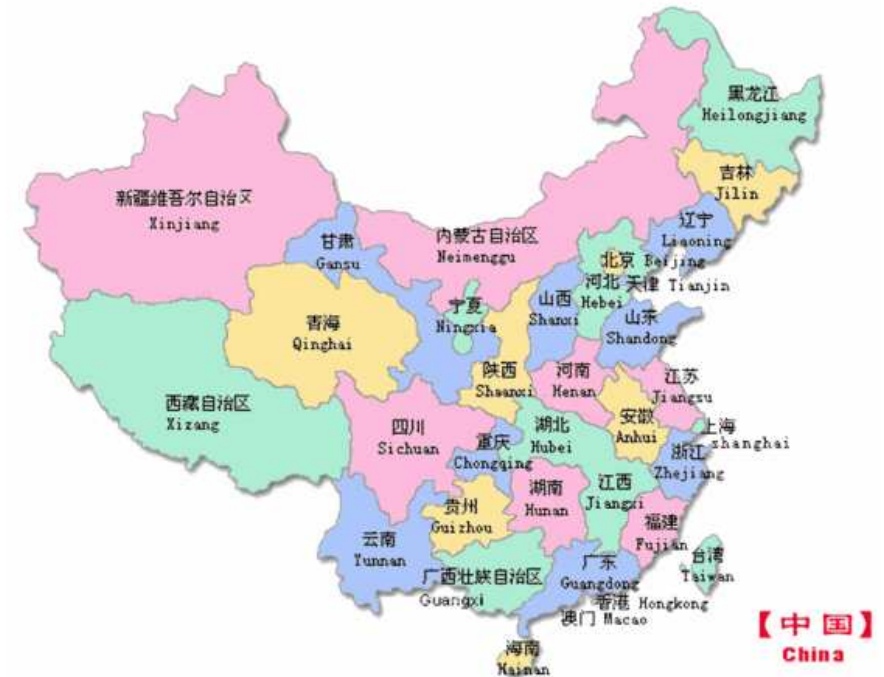 黑龙江
Heilongjiang
吉林
Jilin
辽宁
Liaoning
新疆维吾尔自治区
Xinjiang
甘肃
Gansu
内蒙古自治区
Neimenggu
北京 Beijing
天津 Tianjin
河北
Hebei
山西
Shanxi
宁夏
Ningxia
山东
Shandong
青海
Qinghai
陕西
Shaanxi
河南
Henan
江苏
Jiangsu
西藏自治区
Xizang
四川
Sichuan
重庆
Chongqing
湖北
Hubei
安徽
Anhui
上海
zhanghai
浙江
Zhejiang
湖南
Hunan
江西
Jiangxi
贵州
Guizhou
福建
Fujian
云南
Yunnan
广西壮族自治区
Guangxi
广东
Guangdong
台湾
Taiwan
香港 Hongkong
澳门 Macao
海南
Hainan
【中国】
China